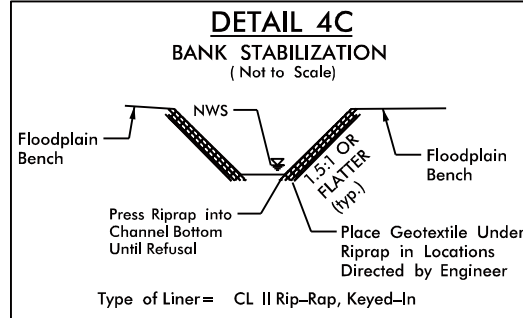 DETAIL 4C
BANK STABILIZATION
( Not to Scale)
NWS
Floodplain
Bench
1.5:1 OR
FLATTER
(typ.)
Floodplain
Bench
Press Riprap into
Channel Bottom
Until Refusal
Place Geotextile Under
Riprap in Locations
Directed by Engineer
Type of Liner= CL II Rip-Rap, Keyed-In